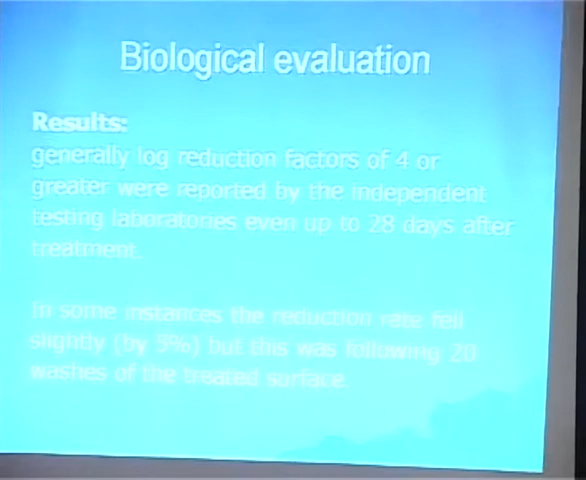 Biological evaluation
Results:
generally log reduction factors of 4 or
greater were reported by the independent
testing laboratories even up to 28 days after
treatment.
In some instances the reduction rate fell
slightly (by 3%) but this was following 20
washes of the treated surface.